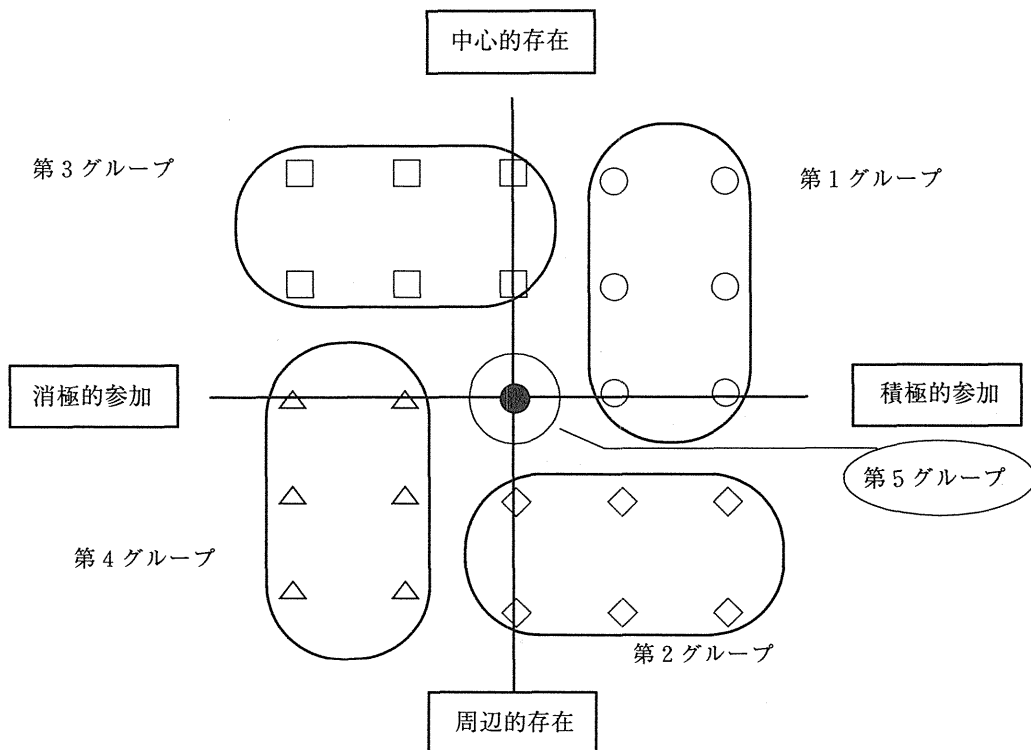 中心的存在
第3グループ
第1グループ
消極的参加
積極的参加
第5グループ
第4グループ
第2グループ
周辺的存在